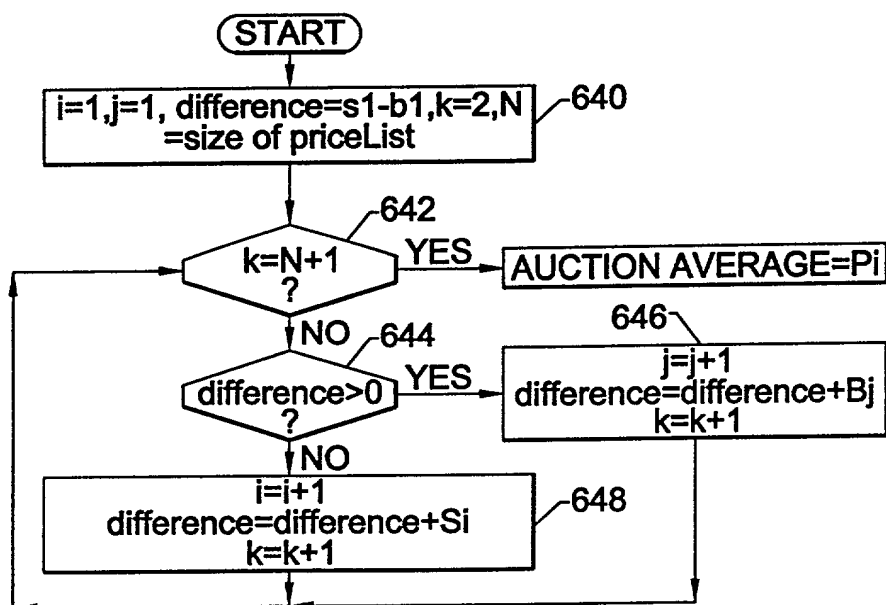 START
i=1,j=1, difference=s1-b1,k=2,N
=size of priceList
640
642
k=N+1
?
YES
AUCTION AVERAGE=Pi
NO
644
646
difference>0
?
YES
j=j+1
difference=difference+Bj
k=k+1
NO
i=i+1
difference=difference+Si
k=k+1
648